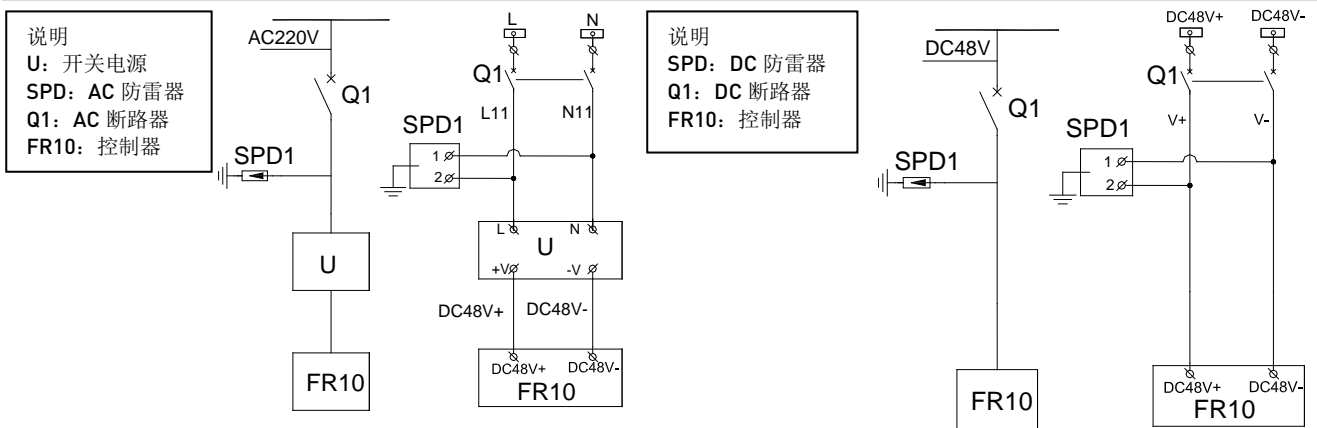 说明
U：开关电源
SPD：AC 防雷器
Q1：AC 断路器
FR10：控制器
AC220V
Q1
SPD1
U
FR10
L N
Q1
L11 N11
SPD1
1
2
L N
U
+V -V
DC48V+ DC48V-
DC48V+ DC48V-
FR10
说明
SPD：DC 防雷器
Q1：DC 断路器
FR10：控制器
DC48V
Q1
SPD1
FR10
DC48V+ DC48V-
Q1
V+ V-
SPD1
1
2
DC48V+ DC48V-
FR10